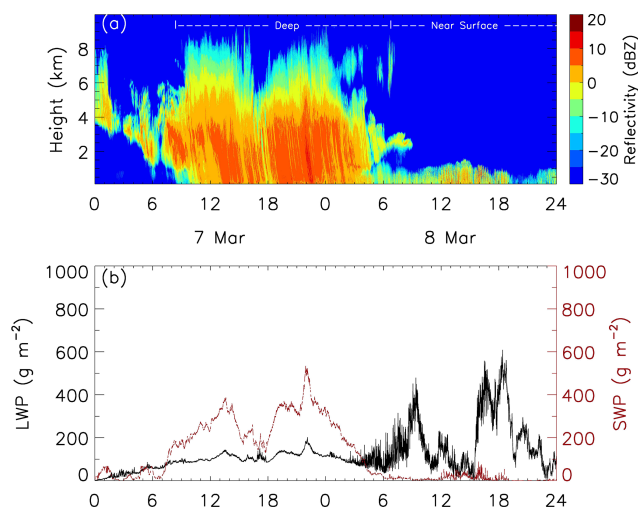 (a)
Deep
Near Surface
Height (km)
8
6
4
2
20
10
0
−10
−20
−30
Reflectivity (dBZ)
0 6 12 18 0 6 12 18 24
7 Mar 8 Mar
(b)
LWP (g m⁻²)
1000
800
600
400
200
0
1000
800
600
400
200
0
SWP (g m⁻²)
0 6 12 18 0 6 12 18 24